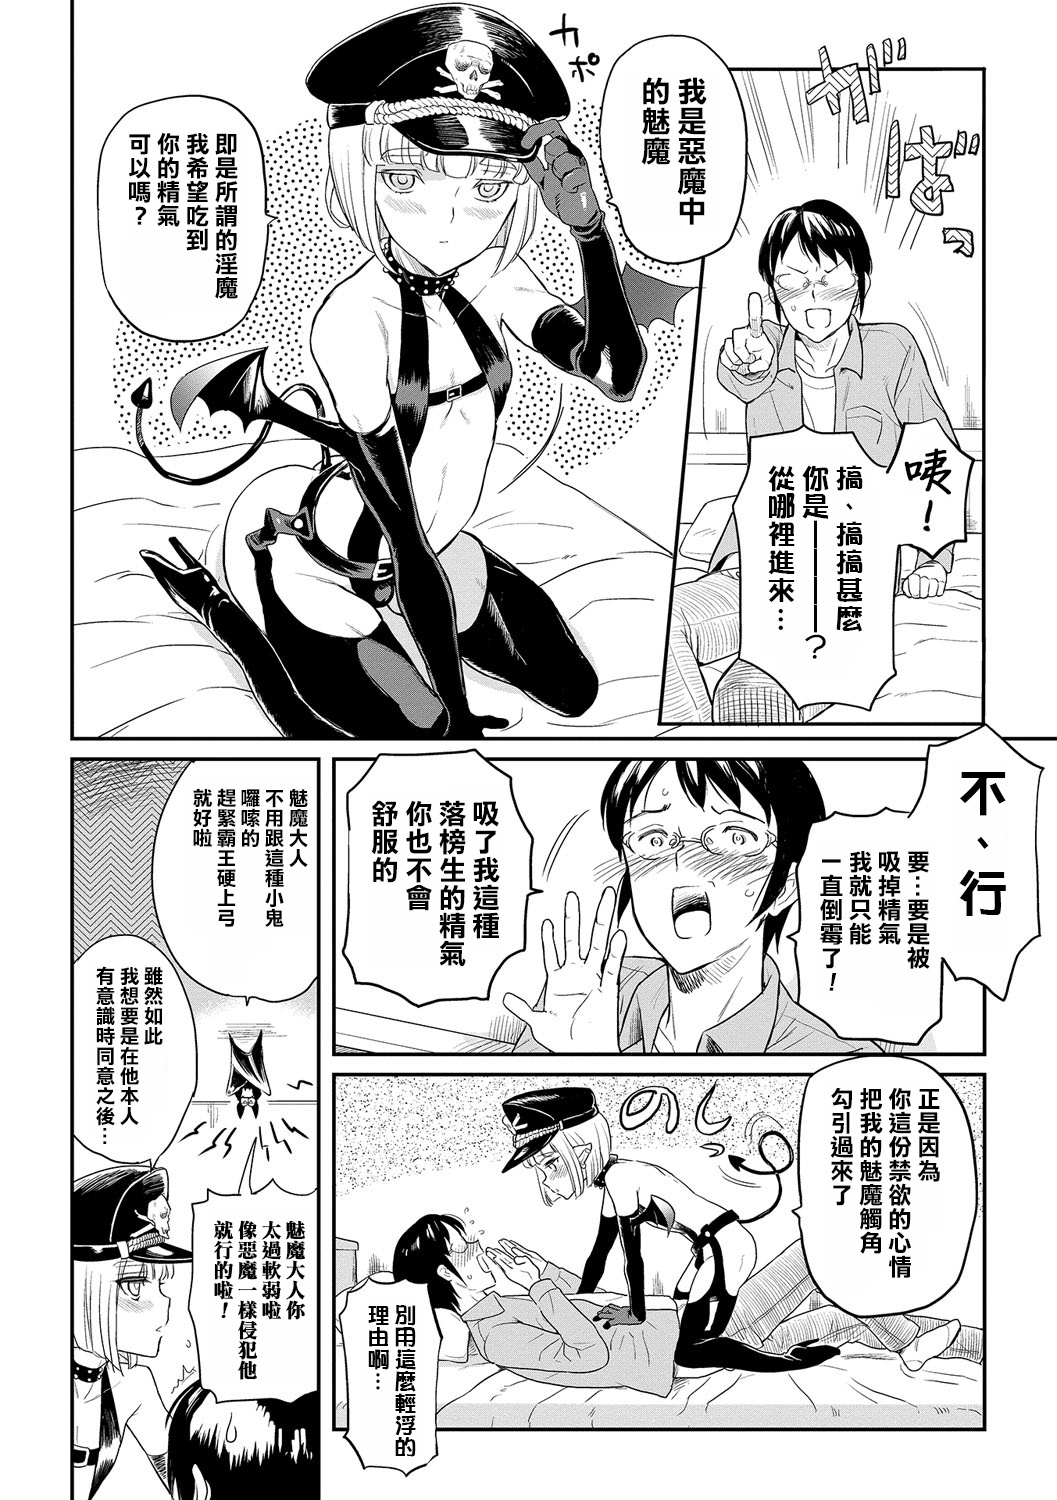 ガ
ばっ
咦！
搞、搞搞甚麼
你是————？
從哪裡進來…
カポ
我是惡魔中
的魅魔
即是所謂的淫魔
我希望吃到
你的精氣
可以嗎？
不、行
要…要是被
吸掉精氣
我就只能
一直倒霉了！
吸了我這種
落榜生的精氣
你也不會
舒服的
正是因為
你這份禁欲的心情
把我的魅魔觸角
勾引過來了
のし
別用這麼輕浮的
理由啊…
魅魔大人
不用跟這種小鬼
囉嗦的
趕緊霸王硬上弓
就好啦
雖然如此
我想要是在他本人
有意識時同意之後…
魅魔大人你
太過軟弱啦
像惡魔一樣侵犯他
就行的啦！